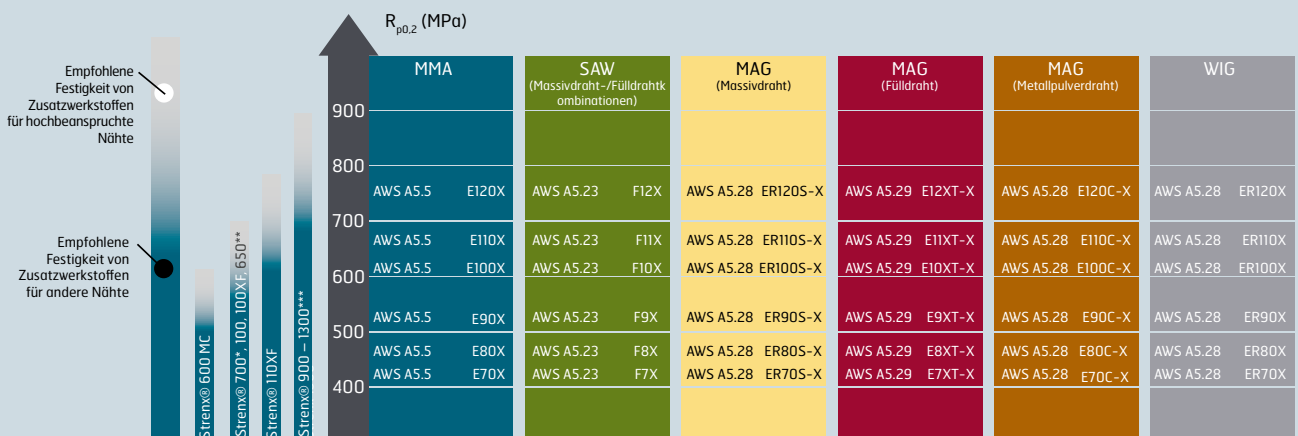 R p0,2 (MPa)
MMA
SAW
(Massivdraht-/Fülldrahtk
ombinationen)
MAG
(Massivdraht)
MAG
(Fülldraht)
MAG
(Metallpulverdraht)
WIG
Empfohlene
Festigkeit von
Zusatzwerkstoffen
für hochbeanspruchte
Nähte
Empfohlene
Festigkeit von
Zusatzwerkstoffen
für andere Nähte
Strenx® 600 MC
Strenx® 700*, 100, 100XF, 650**
Strenx® 110XF
Strenx® 900 – 1300***
900
800
AWS A5.5 E120X AWS A5.23 F12X AWS A5.28 ER120S-X AWS A5.29 E12XT-X AWS A5.28 E120C-X AWS A5.28 ER120X
700
AWS A5.5 E110X AWS A5.23 F11X AWS A5.28 ER110S-X AWS A5.29 E11XT-X AWS A5.28 E110C-X AWS A5.28 ER110X
AWS A5.5 E100X AWS A5.23 F10X AWS A5.28 ER100S-X AWS A5.29 E10XT-X AWS A5.28 E100C-X AWS A5.28 ER100X
600
AWS A5.5 E90X AWS A5.23 F9X AWS A5.28 ER90S-X AWS A5.29 E9XT-X AWS A5.28 E90C-X AWS A5.28 ER90X
500
AWS A5.5 E80X AWS A5.23 F8X AWS A5.28 ER80S-X AWS A5.29 E8XT-X AWS A5.28 E80C-X AWS A5.28 ER80X
AWS A5.5 E70X AWS A5.23 F7X AWS A5.28 ER70S-X AWS A5.29 E7XT-X AWS A5.28 E70C-X AWS A5.28 ER70X
400